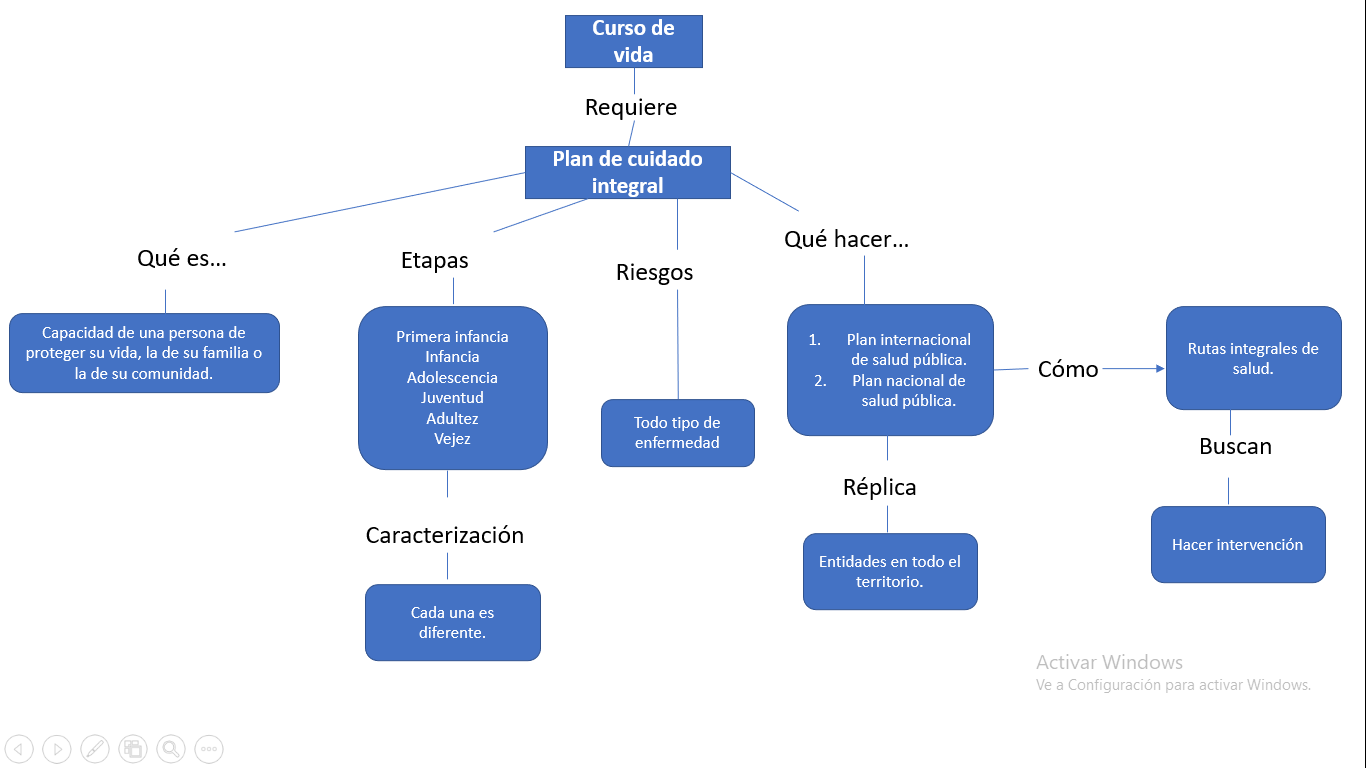 Curso de
vida
Requiere
Plan de cuidado
integral
Qué es...
Capacidad de una persona de
proteger su vida, la de su familia o
la de su comunidad.
Etapas
Primera infancia
Infancia
Adolescencia
Juventud
Adultez
Vejez
Caracterización
Cada una es
diferente.
Riesgos
Todo tipo de
enfermedad
Qué hacer...
1. Plan internacional
de salud pública.
2. Plan nacional de
salud pública.
Réplica
Entidades en todo el
territorio.
Cómo
Rutas integrales de
salud.
Buscan
Hacer intervención
Activar Windows
Ve a Configuración para activar Windows.